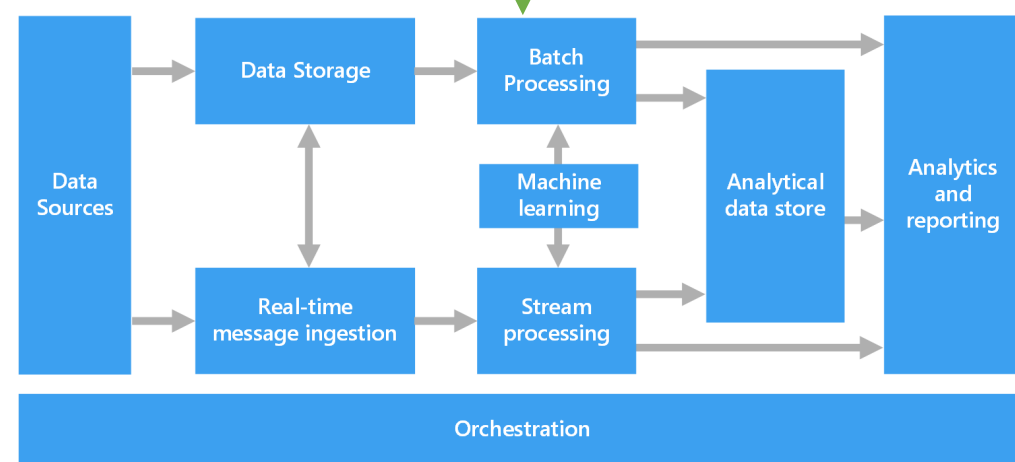 Data
Sources
Data Storage
Real-time
message ingestion
Batch
Processing
Machine
learning
Stream
processing
Analytical
data store
Analytics
and
reporting
Orchestration